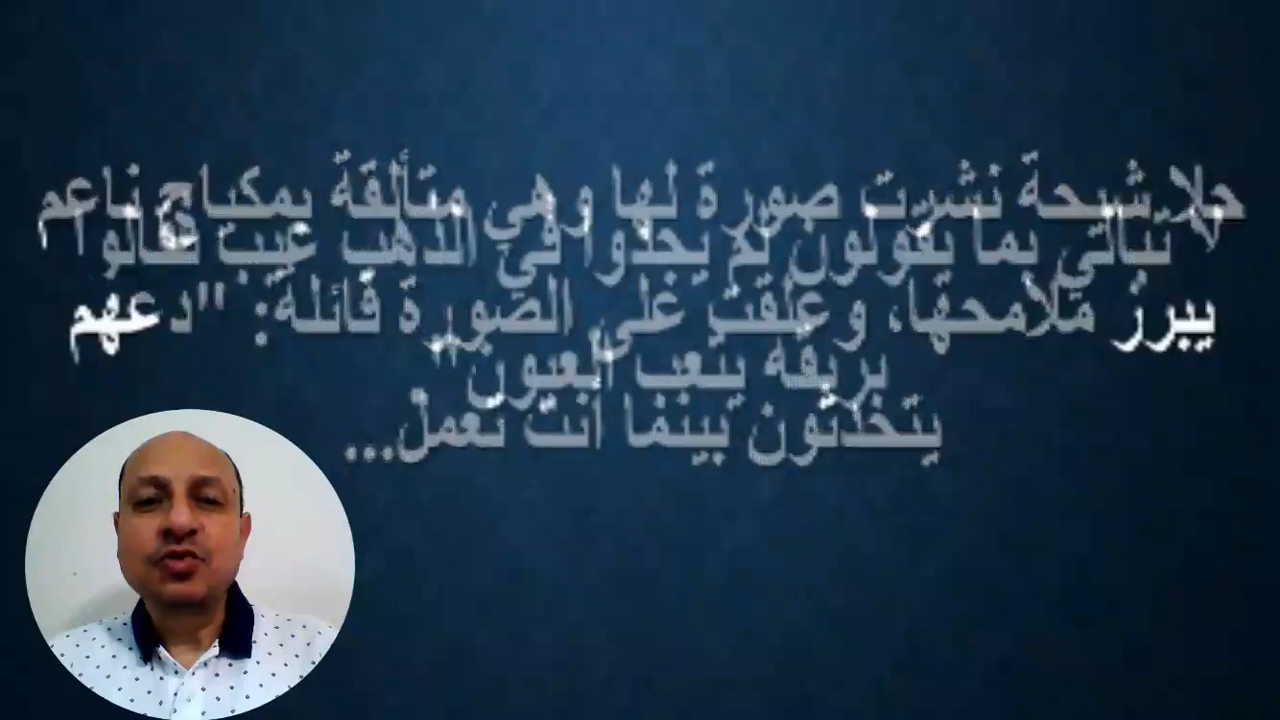 حلا شيحة نشرت صورة لها وهي متألقة بمكياج ناعم
لا تبالي بما يقولون لم يجدوا في الذهب عيب فقالوا
يبرز ملامحها، وعلقت على الصورة قائلة: "دعهم
بريقه يتعب العيون"
يتحدثون بينما أنت تعمل...